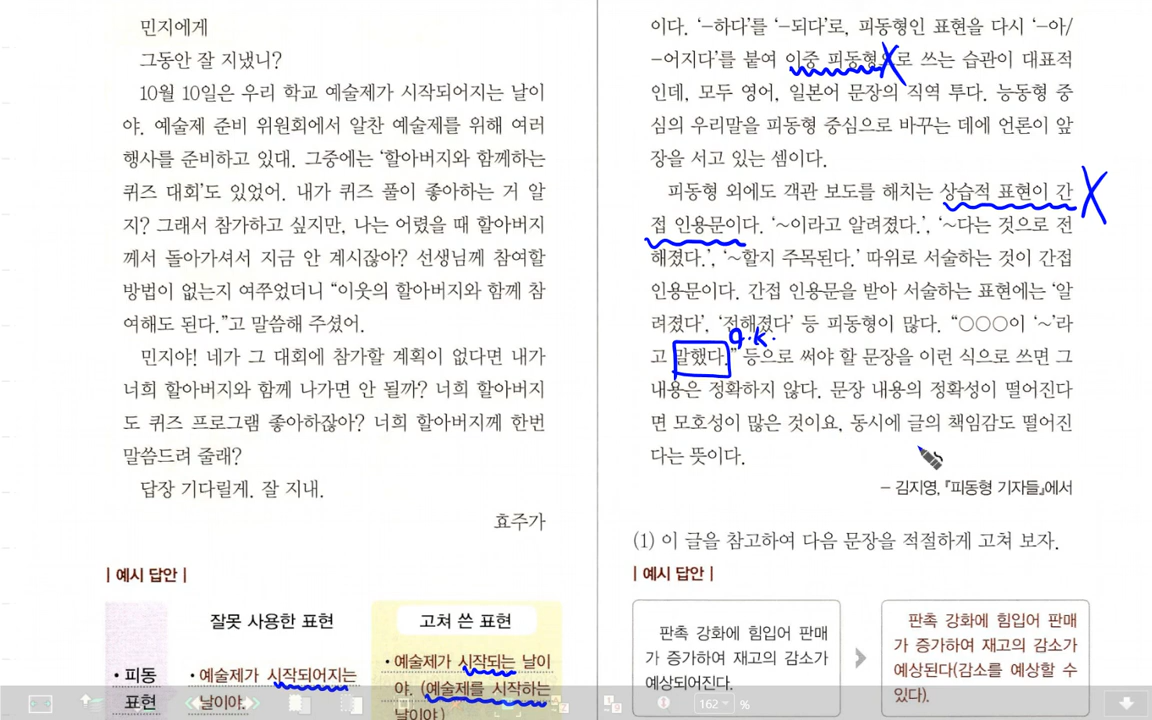 민지에게
그동안 잘 지냈니?
10월 10일은 우리 학교 예술제가 시작되어지는 날이
야. 예술제 준비 위원회에서 알찬 예술제를 위해 여러
행사를 준비하고 있대. 그중에는 ‘할아버지와 함께하는
퀴즈 대회’도 있었어. 내가 퀴즈 풀이 좋아하는 거 알
지? 그래서 참가하고 싶지만, 나는 어렸을 때 할아버지
께서 돌아가셔서 지금 안 계시잖아? 선생님께 참여할
방법이 없는지 여쭈었더니 “이웃의 할아버지와 함께 참
여해도 된다.”고 말씀해 주셨어.
민지야! 네가 그 대회에 참가할 계획이 없다면 내가
너희 할아버지와 함께 나가면 안 될까? 너희 할아버지
도 퀴즈 프로그램 좋아하잖아? 너희 할아버지께 한번
말씀드려 줄래?
답장 기다릴게. 잘 지내.
효주가
| 예시 답안 |
잘못 사용한 표현
고쳐 쓴 표현
• 피동
표현
• 예술제가 시작되어지는
날이야.
• 예술제가 시작되는 날이
야. (예술제를 시작하는
날이야)
이다. ‘-하다’를 ‘-되다’로, 피동형인 표현을 다시 ‘-아/
-어지다’를 붙여 이중 피동형으로 쓰는 습관이 대표적
인데, 모두 영어, 일본어 문장의 직역 투다. 능동형 중
심의 우리말을 피동형 중심으로 바꾸는 데에 언론이 앞
장을 서고 있는 셈이다.
피동형 외에도 객관 보도를 해치는 상습적 표현이 간
접 인용문이다. ‘~이라고 알려졌다.’, ‘~다는 것으로 전
해졌다.’, ‘~할지 주목된다.’ 따위로 서술하는 것이 간접
인용문이다. 간접 인용문을 받아 서술하는 표현에는 ‘알
려졌다’, ‘전해졌다’ 등 피동형이 많다. “○○○이 ‘~’라
o.k.
고 말했다.” 등으로 써야 할 문장을 이런 식으로 쓰면 그
내용은 정확하지 않다. 문장 내용의 정확성이 떨어진다
면 모호성이 많은 것이요, 동시에 글의 책임감도 떨어진
다는 뜻이다.
- 김지영, 『피동형 기자들』에서
(1) 이 글을 참고하여 다음 문장을 적절하게 고쳐 보자.
| 예시 답안 |
판촉 강화에 힘입어 판매
가 증가하여 재고의 감소가
예상되어진다.
판촉 강화에 힘입어 판매
가 증가하여 재고의 감소가
예상된다(감소를 예상할 수
있다).
162 %